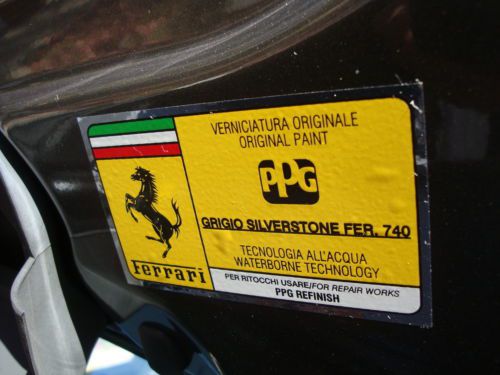 VERNICIATURA ORIGINALE
ORIGINAL PAINT
PPG
GRIGIO SILVERSTONE FER. 740
TECNOLOGIA ALL'ACQUA
WATERBORNE TECHNOLOGY
Ferrari
PER RITOCCHI USARE/FOR REPAIR WORKS
PPG REFINISH